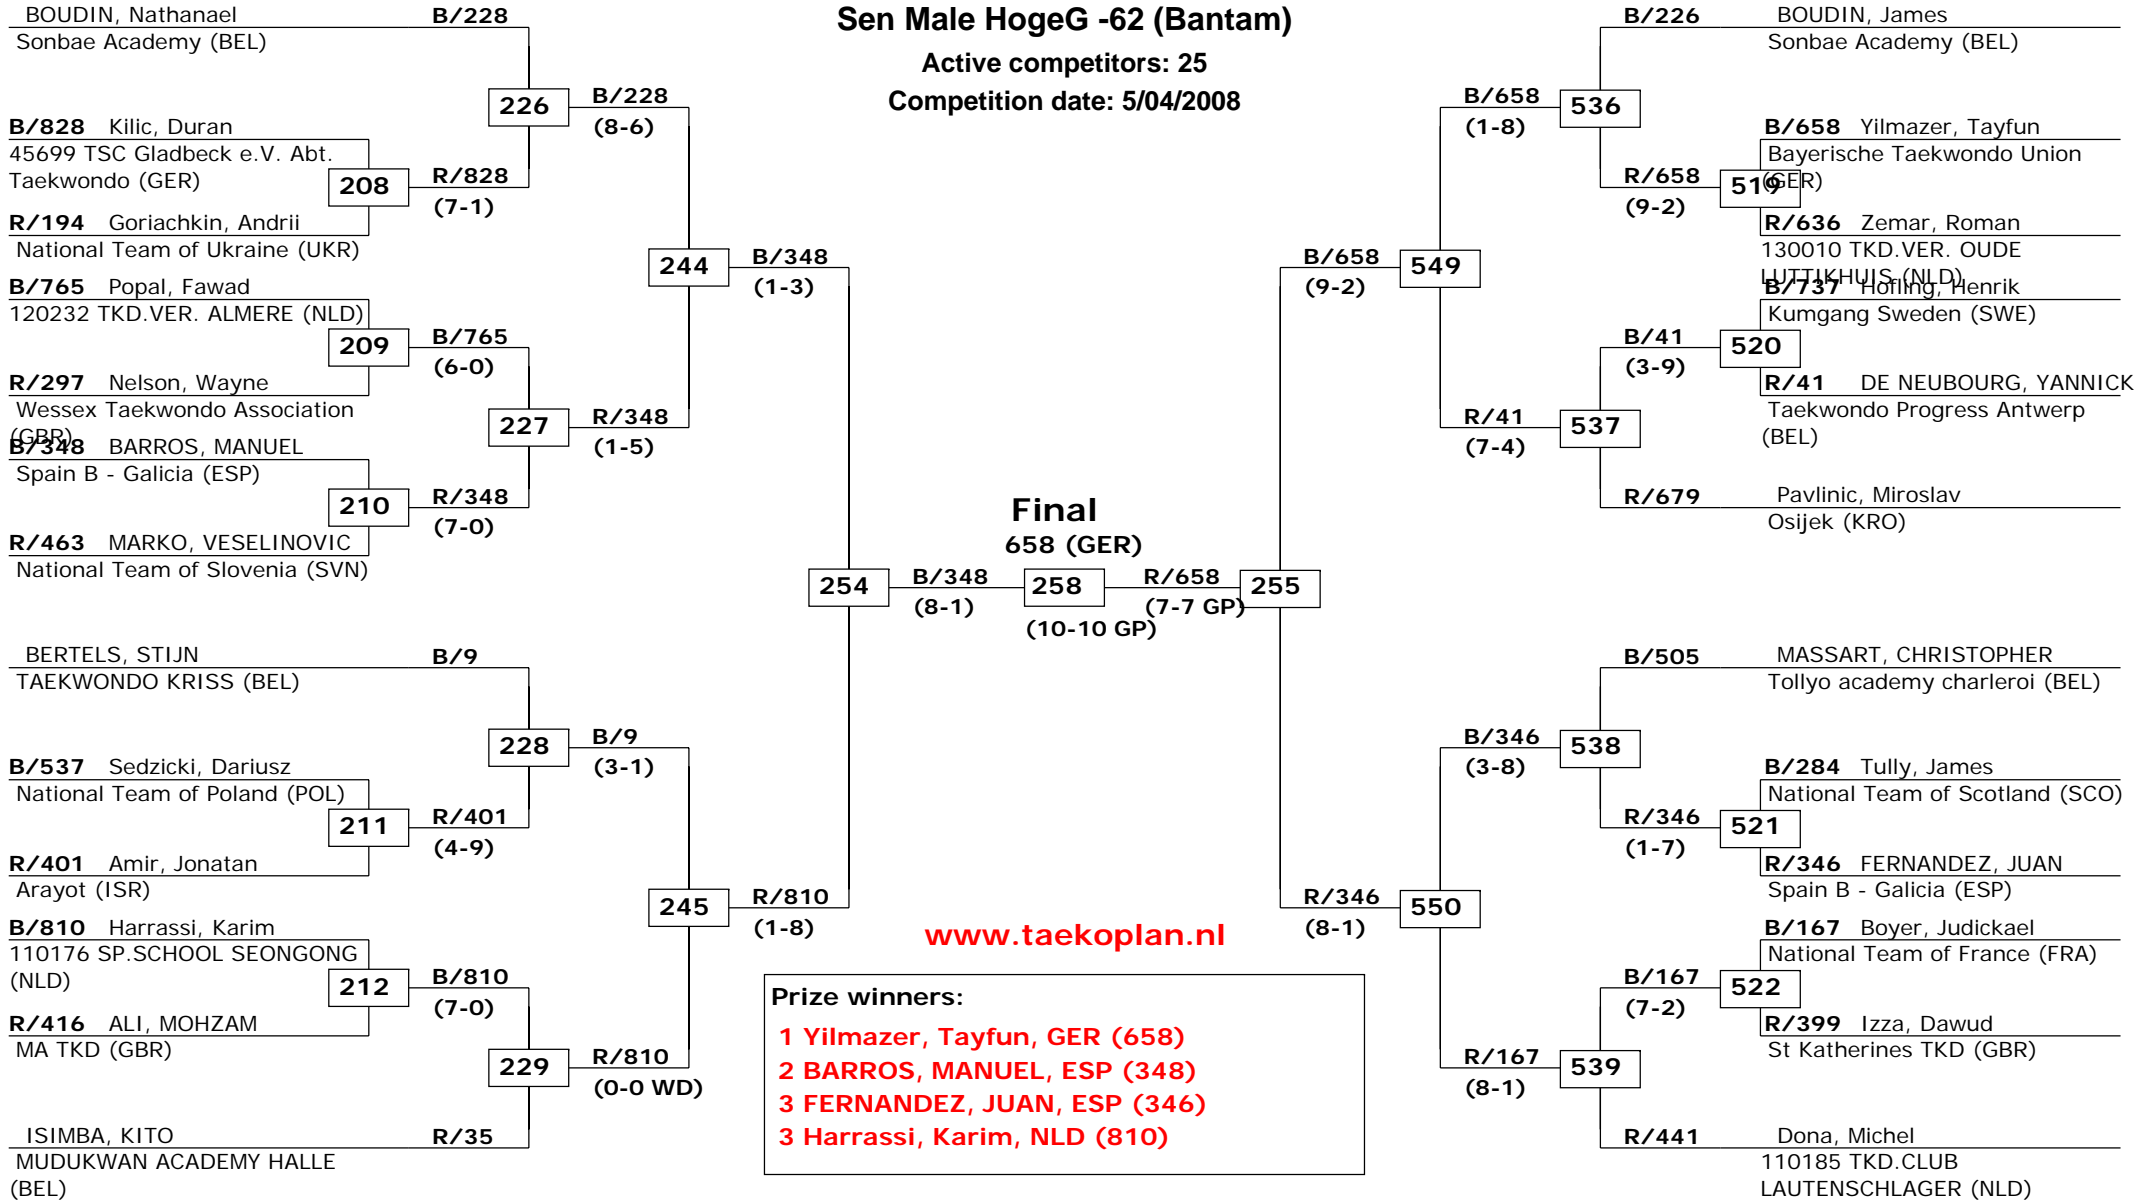 Sen Male HogeG -62 (Bantam)
Active competitors: 25
Competition date: 5/04/2008
BOUDIN, Nathanael B/228
Sonbae Academy (BEL)
B/828 Kilic, Duran
45699 TSC Gladbeck e.V. Abt.
Taekwondo (GER)
R/194 Goriachkin, Andrii
National Team of Ukraine (UKR)
B/765 Popal, Fawad
120232 TKD.VER. ALMERE (NLD)
R/297 Nelson, Wayne
Wessex Taekwondo Association
(GBR)
B/348 BARROS, MANUEL
Spain B - Galicia (ESP)
R/463 MARKO, VESELINOVIC
National Team of Slovenia (SVN)
BERTELS, STIJN B/9
TAEKWONDO KRISS (BEL)
B/537 Sedzicki, Dariusz
National Team of Poland (POL)
R/401 Amir, Jonatan
Arayot (ISR)
B/810 Harrassi, Karim
110176 SP.SCHOOL SEONGONG
(NLD)
R/416 ALI, MOHZAM
MA TKD (GBR)
ISIMBA, KITO R/35
MUDUKWAN ACADEMY HALLE
(BEL)
208 R/828
(7-1)
209 B/765
(6-0)
210 R/348
(7-0)
211 R/401
(4-9)
212 B/810
(7-0)
226 B/228
(8-6)
227 R/348
(1-5)
228 B/9
(3-1)
229 R/810
(0-0 WD)
244 B/348
(1-3)
245 R/810
(1-8)
Final
658 (GER)
254 B/348 258 R/658 255
(8-1) (7-7 GP)
(10-10 GP)
B/658 549
(9-2)
R/346 550
(8-1)
B/658 536
(1-8)
R/41 537
(7-4)
B/346 538
(3-8)
R/167 539
(8-1)
R/658 519
(9-2)
B/41 520
(3-9)
R/346 521
(1-7)
B/167 522
(7-2)
B/226 BOUDIN, James
Sonbae Academy (BEL)
B/658 Yilmazer, Tayfun
Bayerische Taekwondo Union
(GER)
R/636 Zemar, Roman
130010 TKD.VER. OUDE
LUTTIKHUIS (NLD)
B/737 Hofling, Henrik
Kumgang Sweden (SWE)
R/41 DE NEUBOURG, YANNICK
Taekwondo Progress Antwerp
(BEL)
R/679 Pavlinic, Miroslav
Osijek (KRO)
B/505 MASSART, CHRISTOPHER
Tollyo academy charleroi (BEL)
B/284 Tully, James
National Team of Scotland (SCO)
R/346 FERNANDEZ, JUAN
Spain B - Galicia (ESP)
B/167 Boyer, Judickael
National Team of France (FRA)
R/399 Izza, Dawud
St Katherines TKD (GBR)
R/441 Dona, Michel
110185 TKD.CLUB
LAUTENSCHLAGER (NLD)
www.taekoplan.nl
Prize winners:
1 Yilmazer, Tayfun, GER (658)
2 BARROS, MANUEL, ESP (348)
3 FERNANDEZ, JUAN, ESP (346)
3 Harrassi, Karim, NLD (810)